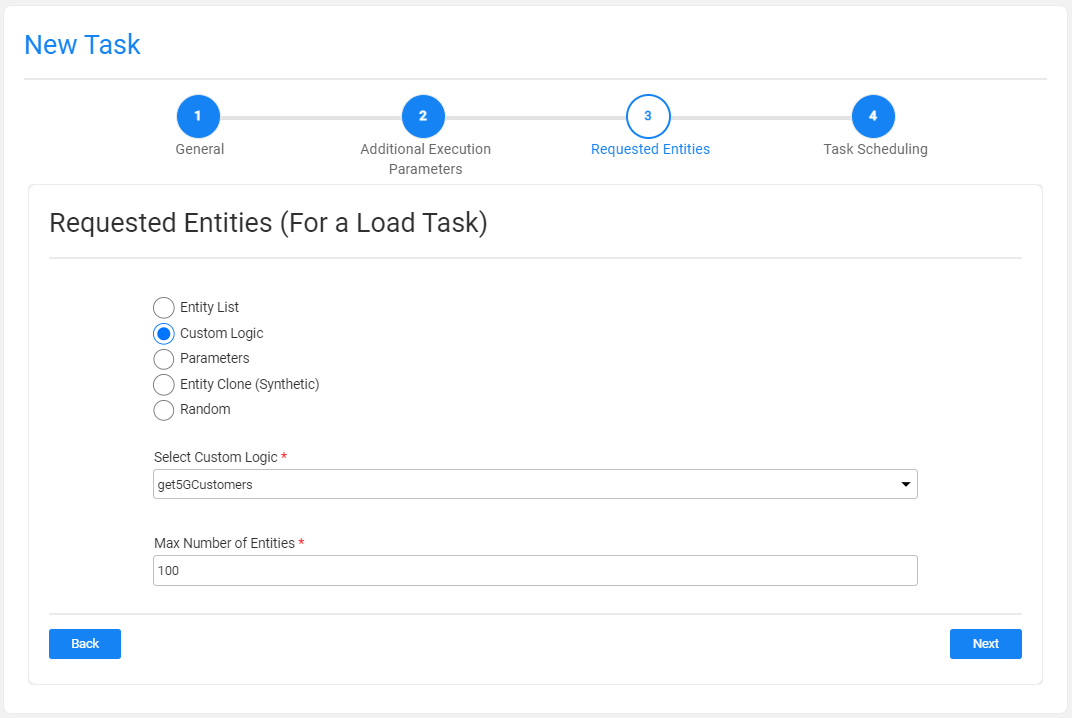 New Task
1
2
3
4
General
Additional Execution
Parameters
Requested Entities
Task Scheduling
Requested Entities (For a Load Task)
Entity List
Custom Logic
Parameters
Entity Clone (Synthetic)
Random
Select Custom Logic *
get5GCustomers
Max Number of Entities *
100
Back
Next